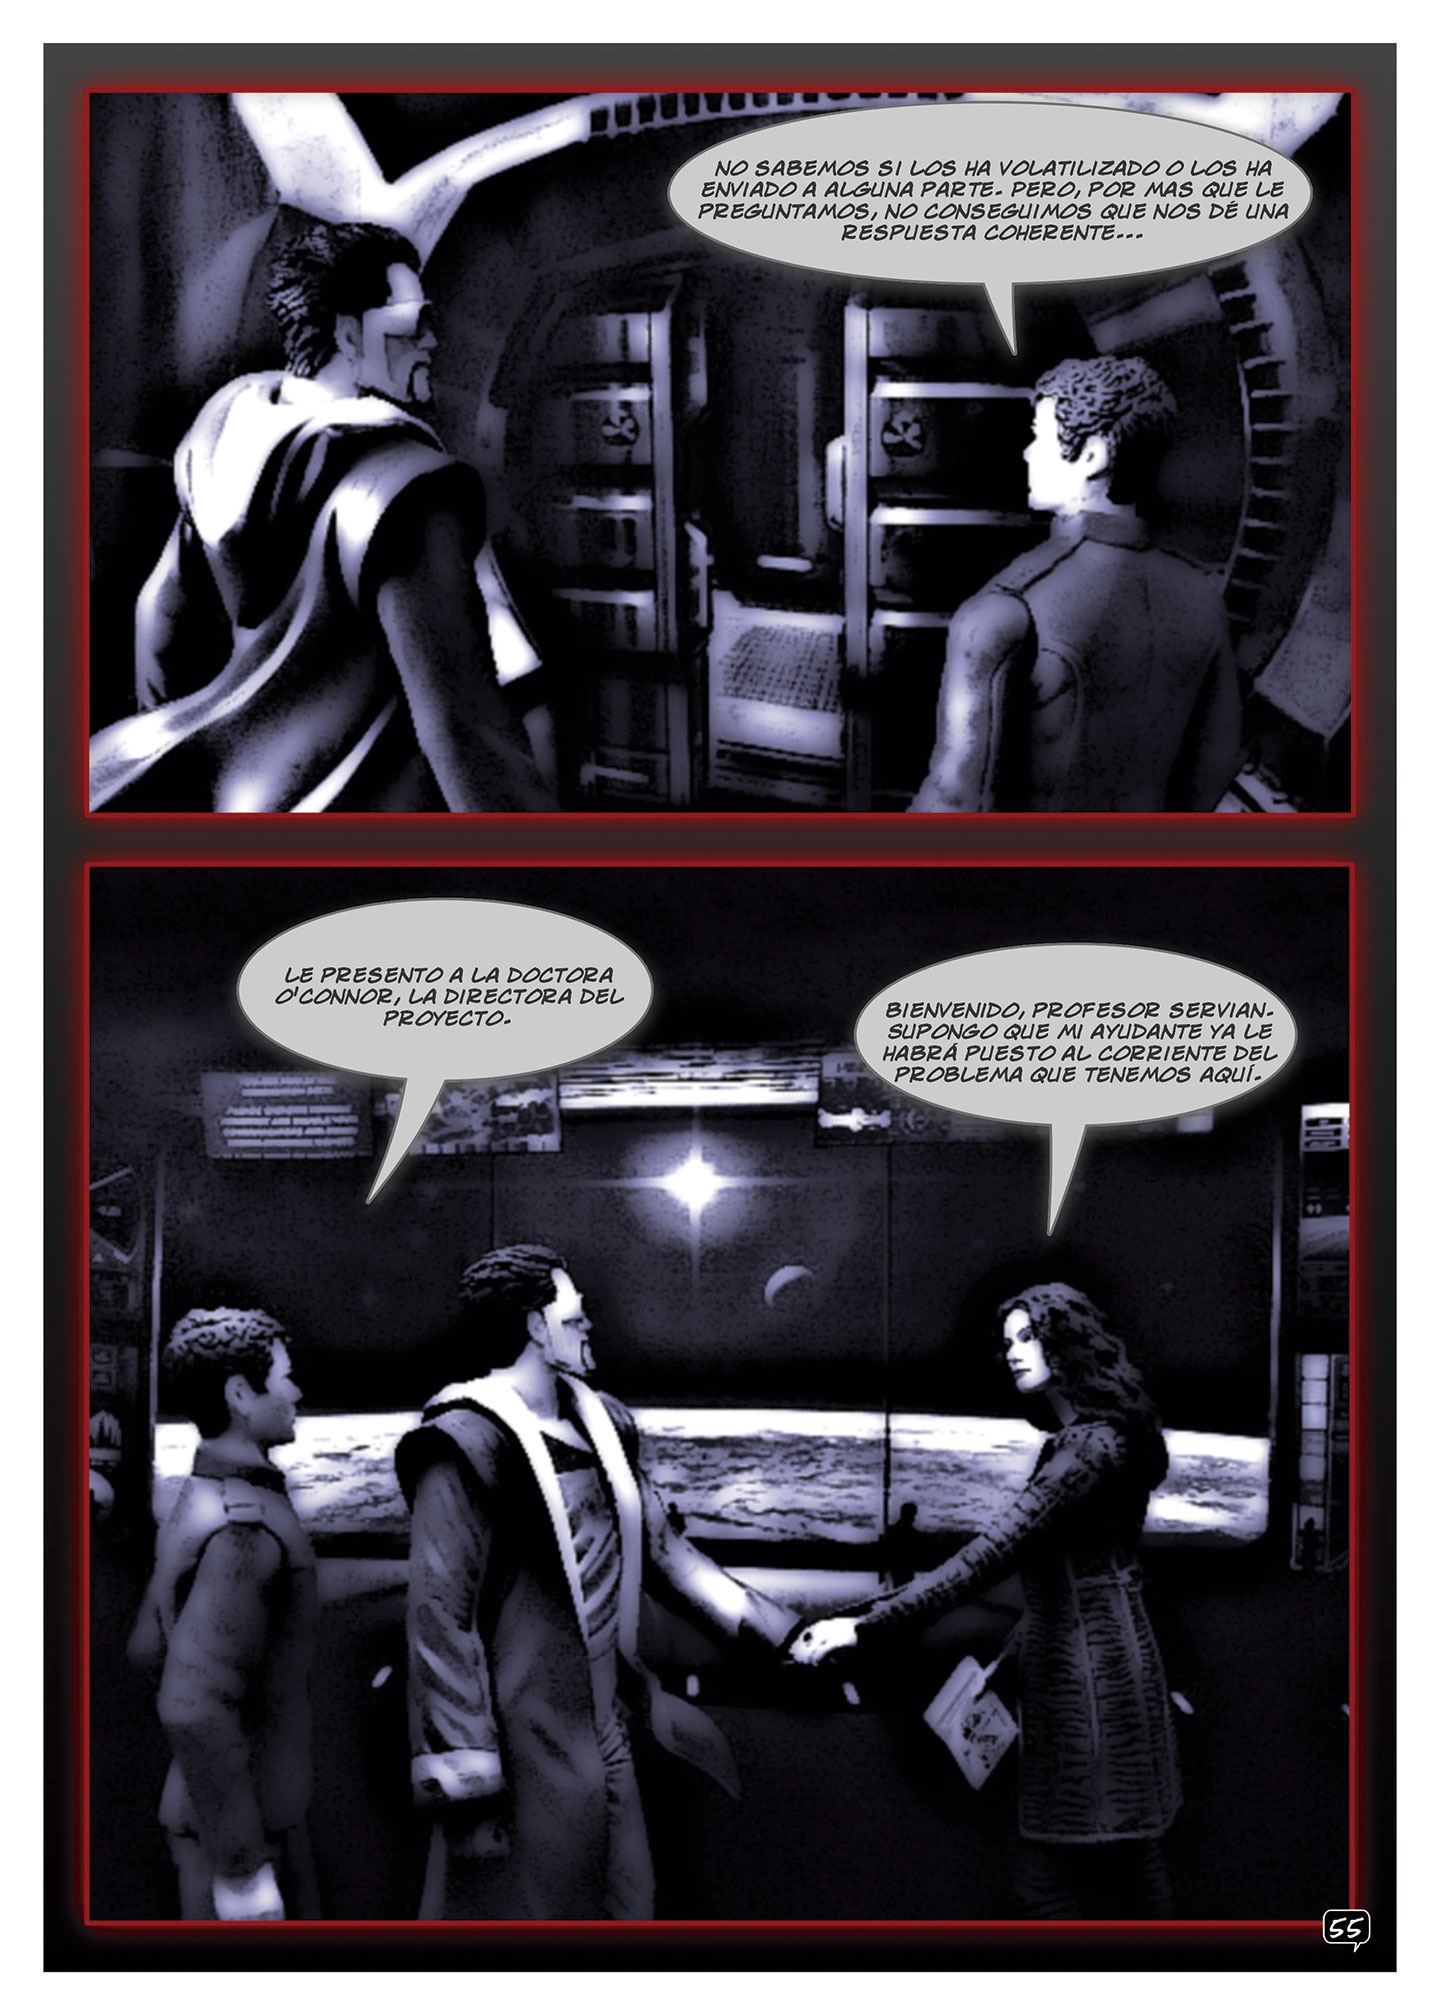 NO SABEMOS SI LOS HA VOLATILIZADO O LOS HA
ENVIADO A ALGUNA PARTE. PERO, POR MAS QUE LE
PREGUNTAMOS, NO CONSEGUIMOS QUE NOS DÉ UNA
RESPUESTA COHERENTE...
LE PRESENTO A LA DOCTORA
O'CONNOR, LA DIRECTORA DEL
PROYECTO.
BIENVENIDO, PROFESOR SERVIAN.
SUPONGO QUE MI AYUDANTE YA LE
HABRÁ PUESTO AL CORRIENTE DEL
PROBLEMA QUE TENEMOS AQUÍ.
55